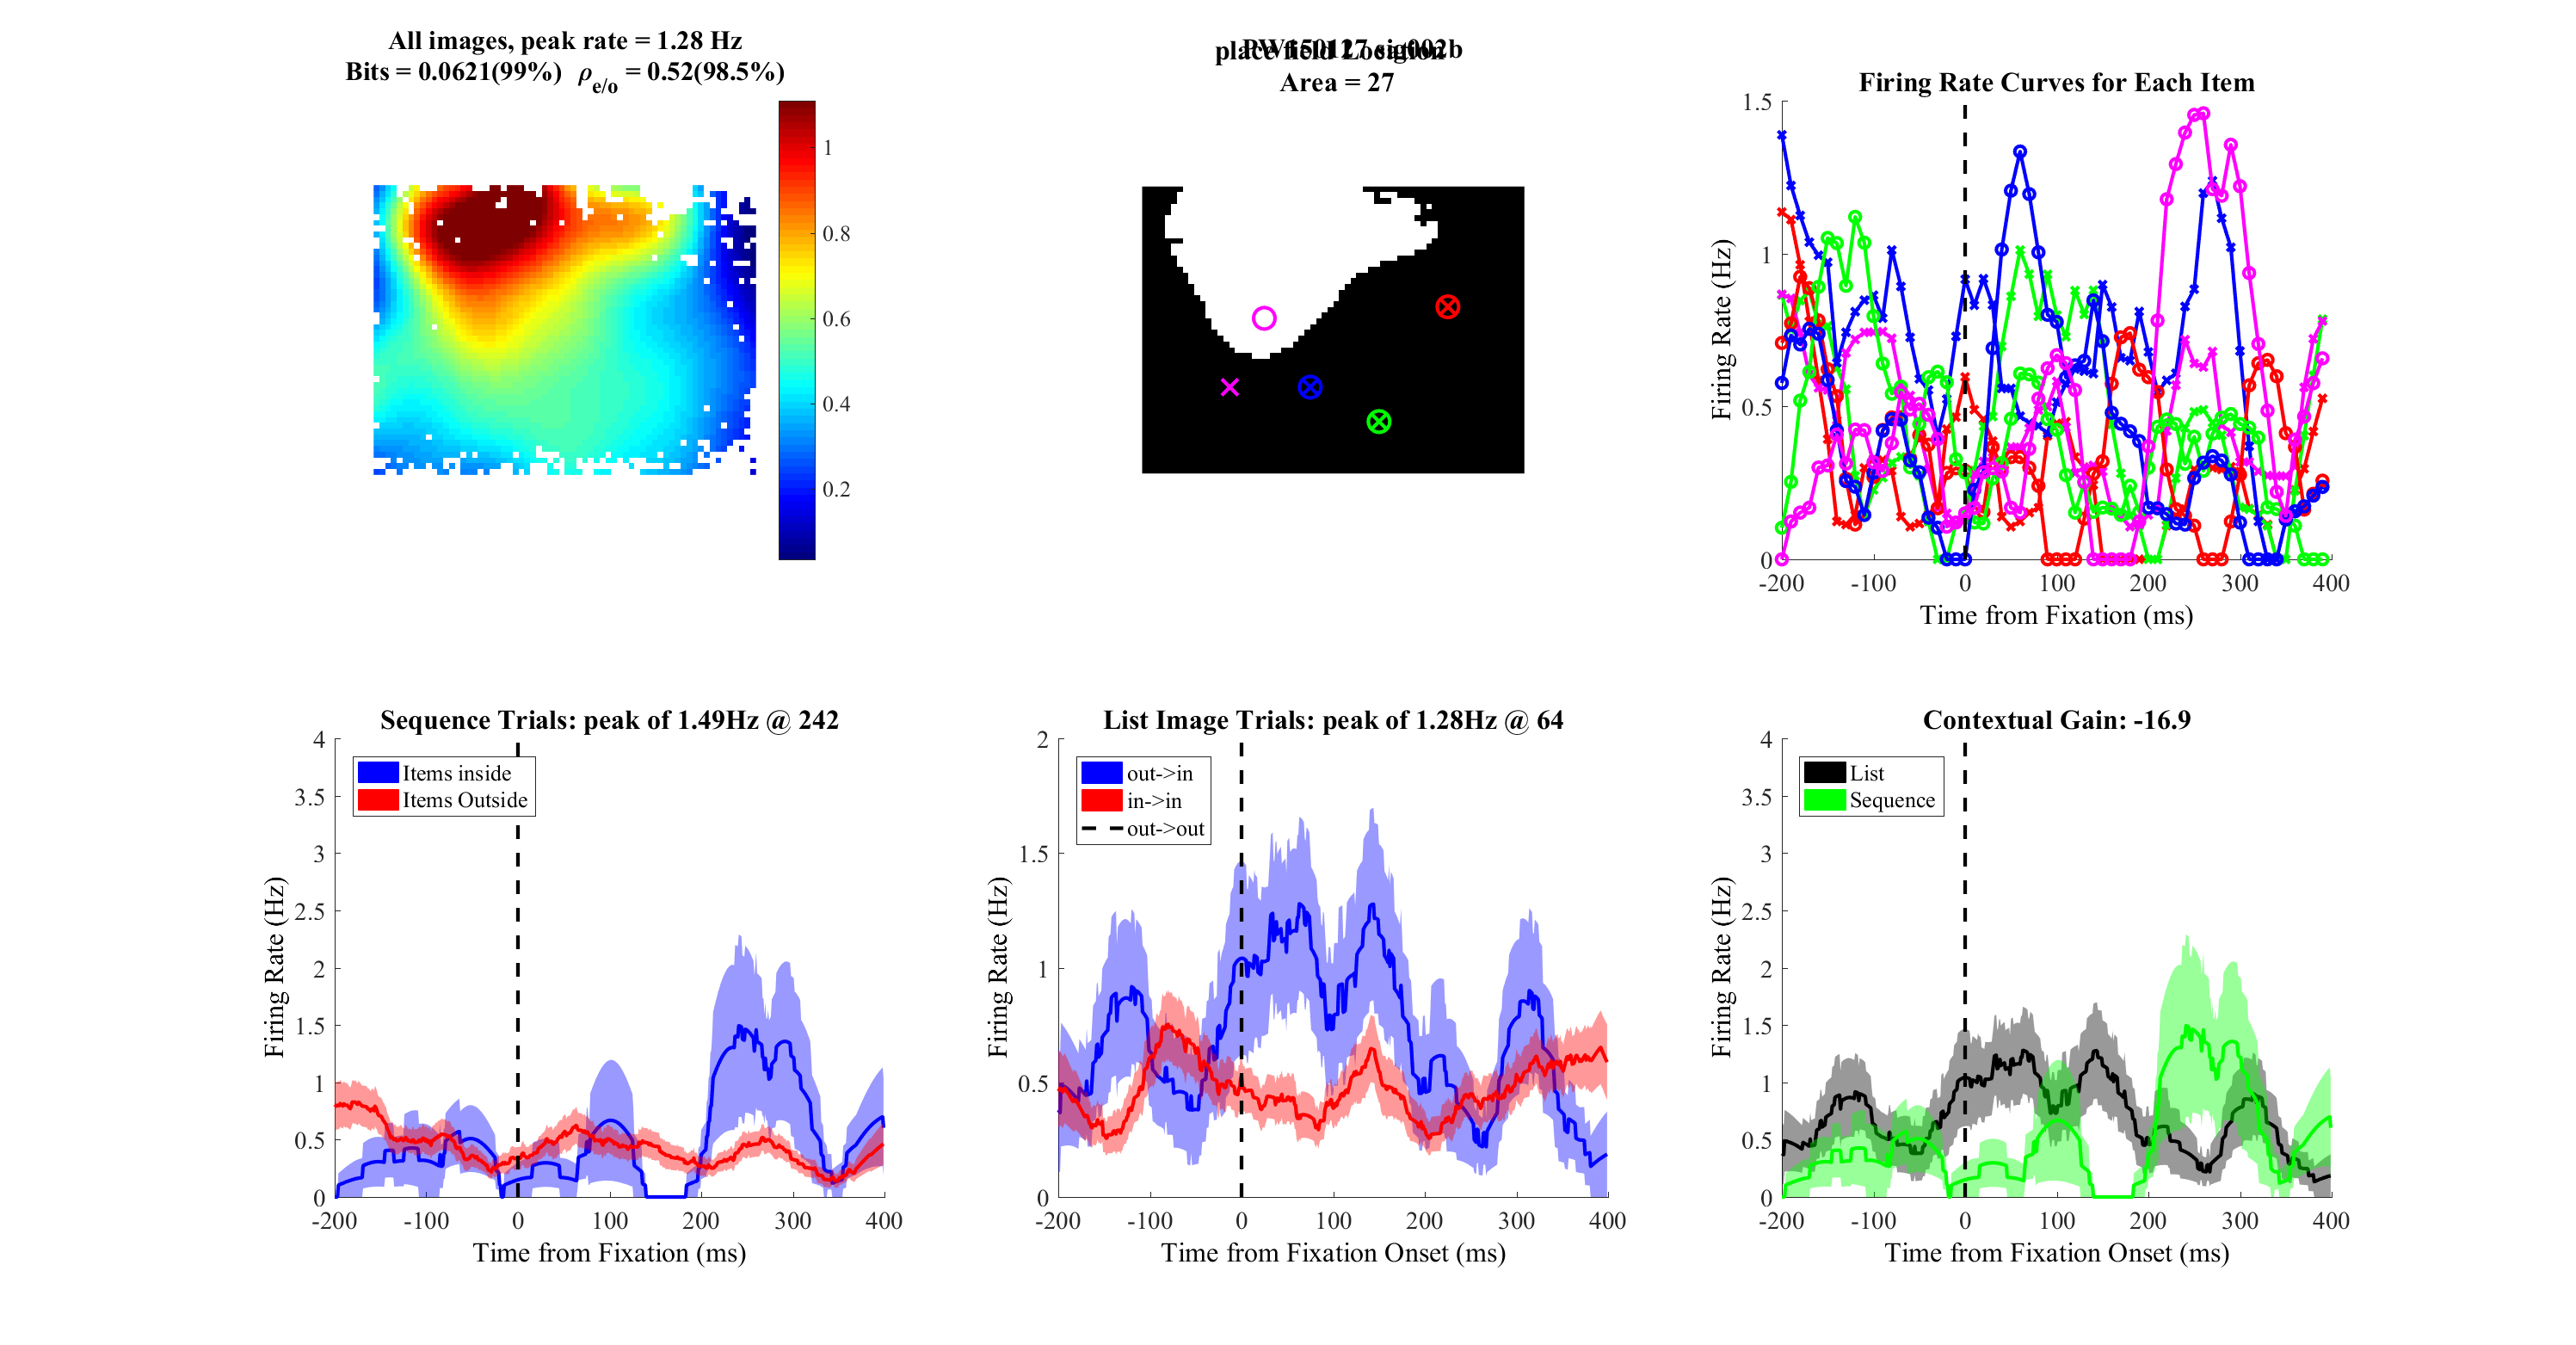 All images, peak rate = 1.28 Hz
Bits = 0.0621(99%) ρe/o = 0.52(98.5%)
1
0.8
0.6
0.4
0.2
place field Location
Area = 27
Firing Rate Curves for Each Item
1.5
1
0.5
0
Firing Rate (Hz)
-200 -100 0 100 200 300 400
Time from Fixation (ms)
Sequence Trials: peak of 1.49Hz @ 242
Items inside
Items Outside
4
3.5
3
2.5
2
1.5
1
0.5
0
Firing Rate (Hz)
-200 -100 0 100 200 300 400
Time from Fixation (ms)
List Image Trials: peak of 1.28Hz @ 64
out->in
in->in
out->out
2
1.5
1
0.5
0
Firing Rate (Hz)
-200 -100 0 100 200 300 400
Time from Fixation Onset (ms)
Contextual Gain: -16.9
List
Sequence
4
3.5
3
2.5
2
1.5
1
0.5
0
Firing Rate (Hz)
-200 -100 0 100 200 300 400
Time from Fixation Onset (ms)